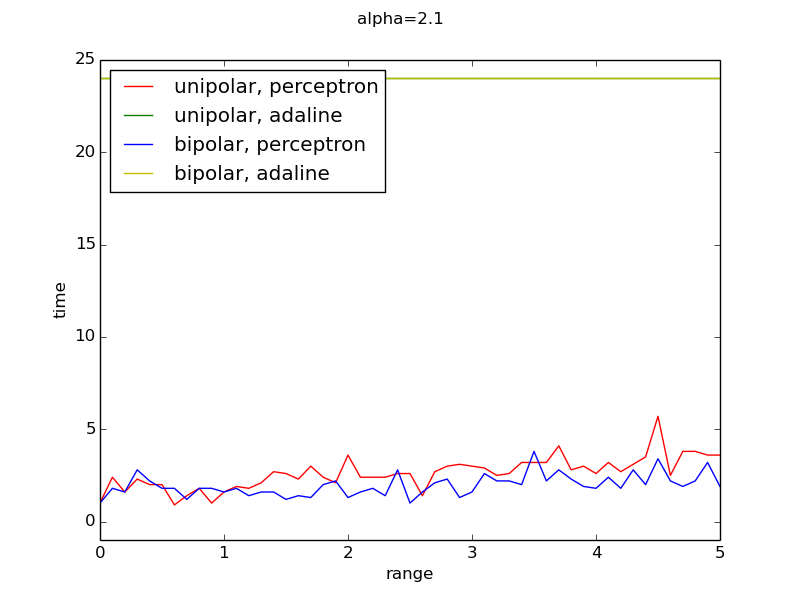 alpha=2.1
25
20
15
10
5
0
time
unipolar, perceptron
unipolar, adaline
bipolar, perceptron
bipolar, adaline
0 1 2 3 4 5
range